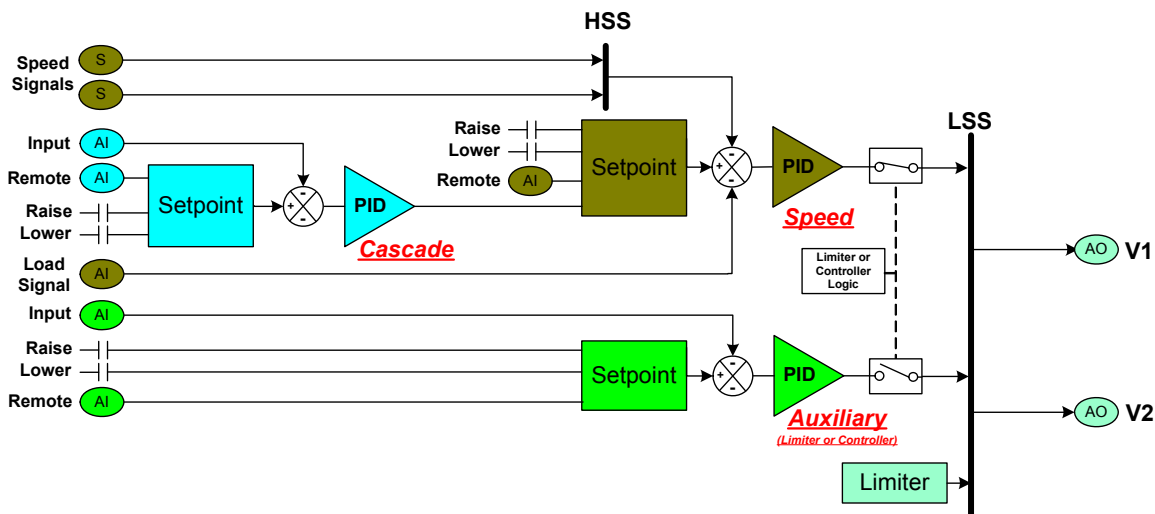 HSS
Speed
Signals
S
S
Input
AI
Remote
AI
Raise
Lower
Setpoint
+
-
PID
Cascade
Raise
Lower
Remote
AI
Setpoint
-
+
-
PID
Speed
LSS
Load
Signal
AI
Limiter or
Controller
Logic
AO
V1
Input
AI
Raise
Lower
Remote
AI
Setpoint
-
+
PID
Auxiliary
(Limiter or Controller)
AO
V2
Limiter